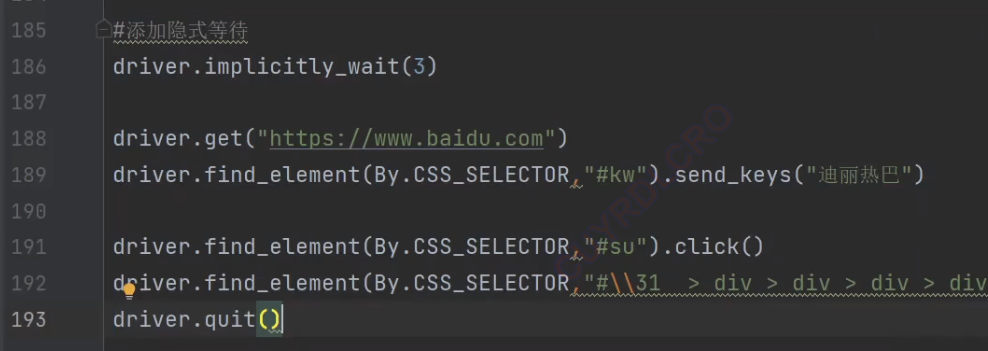 185 #添加隐式等待
186 driver.implicitly_wait(3)
187
188 driver.get("https://www.baidu.com")
189 driver.find_element(By.CSS_SELECTOR,"#kw").send_keys("迪丽热巴")
190
191 driver.find_element(By.CSS_SELECTOR,"#su").click()
192 driver.find_element(By.CSS_SELECTOR,"#\\31  > div > div > div > div
193 driver.quit()